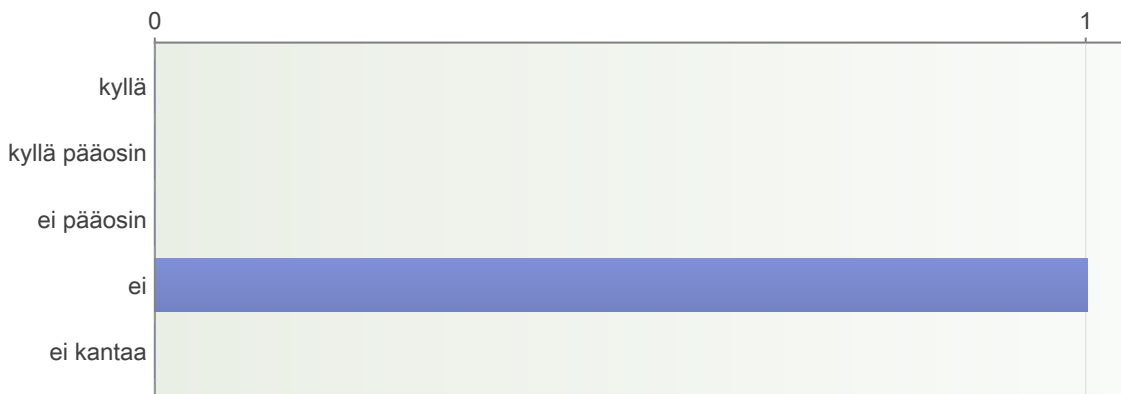 0 1
kyllä
kyllä pääosin
ei pääosin
ei
ei kantaa